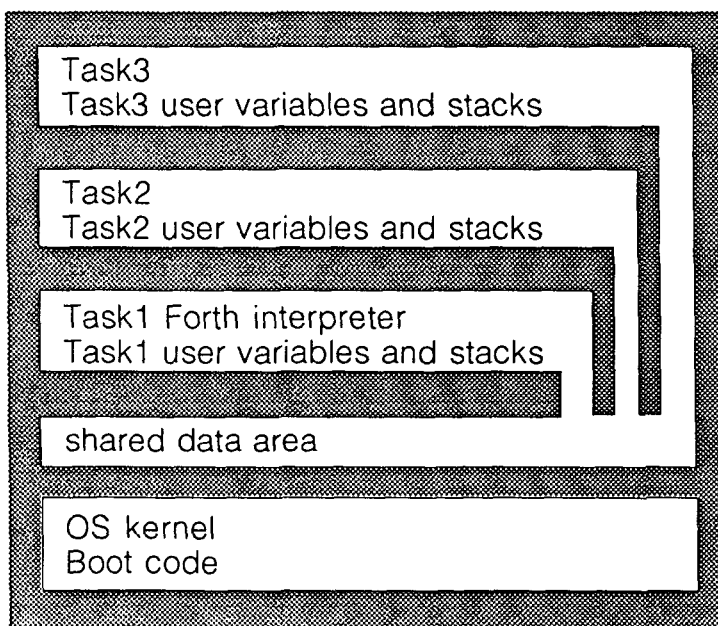 Task3
Task3 user variables and stacks
Task2
Task2 user variables and stacks
Task1 Forth interpreter
Task1 user variables and stacks
shared data area
OS kernel
Boot code